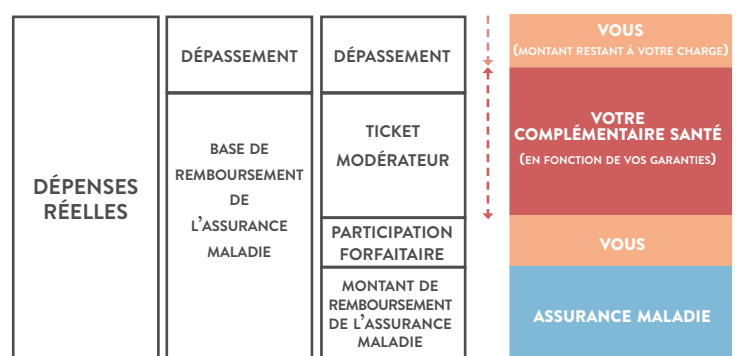 DÉPENSES
RÉELLES
DÉPASSEMENT
BASE DE
REMBOURSEMENT
DE
L'ASSURANCE
MALADIE
DÉPASSEMENT
TICKET
MODÉRATEUR
PARTICIPATION
FORFAITAIRE
MONTANT DE
REMBOURSEMENT
DE L'ASSURANCE
MALADIE
VOUS
(MONTANT RESTANT À VOTRE CHARGE)
VOTRE
COMPLÉMENTAIRE SANTÉ
(EN FONCTION DE VOS GARANTIES)
VOUS
ASSURANCE MALADIE